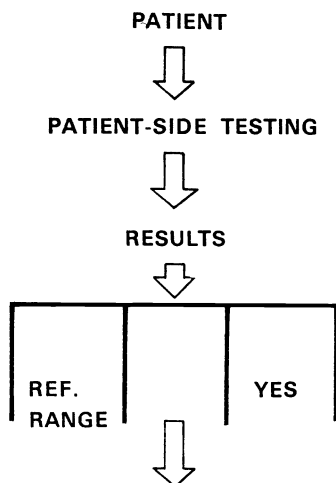 PATIENT
PATIENT-SIDE TESTING
RESULTS
REF. YES
RANGE